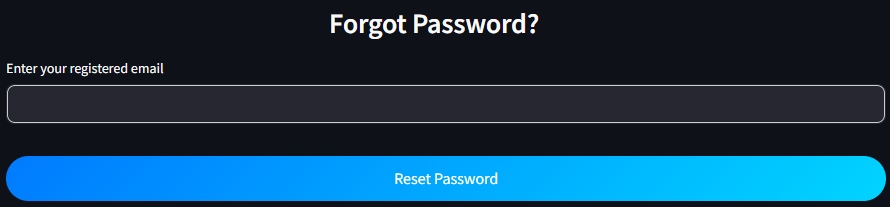 Forgot Password?
Enter your registered email
Reset Password